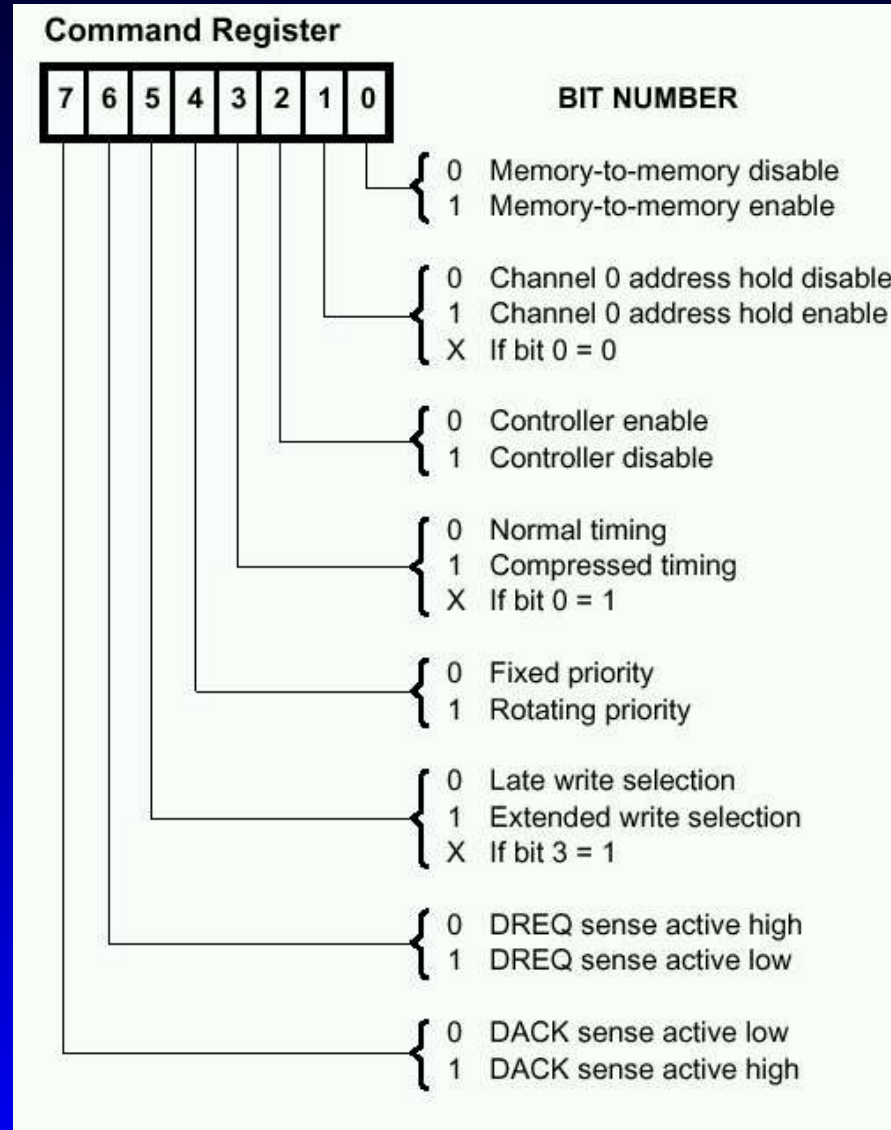 Command Register
7 6 5 4 3 2 1 0 BIT NUMBER
0 Memory-to-memory disable
1 Memory-to-memory enable
0 Channel 0 address hold disable
1 Channel 0 address hold enable
X If bit 0 = 0
0 Controller enable
1 Controller disable
0 Normal timing
1 Compressed timing
X If bit 0 = 1
0 Fixed priority
1 Rotating priority
0 Late write selection
1 Extended write selection
X If bit 3 = 1
0 DREQ sense active high
1 DREQ sense active low
0 DACK sense active low
1 DACK sense active high